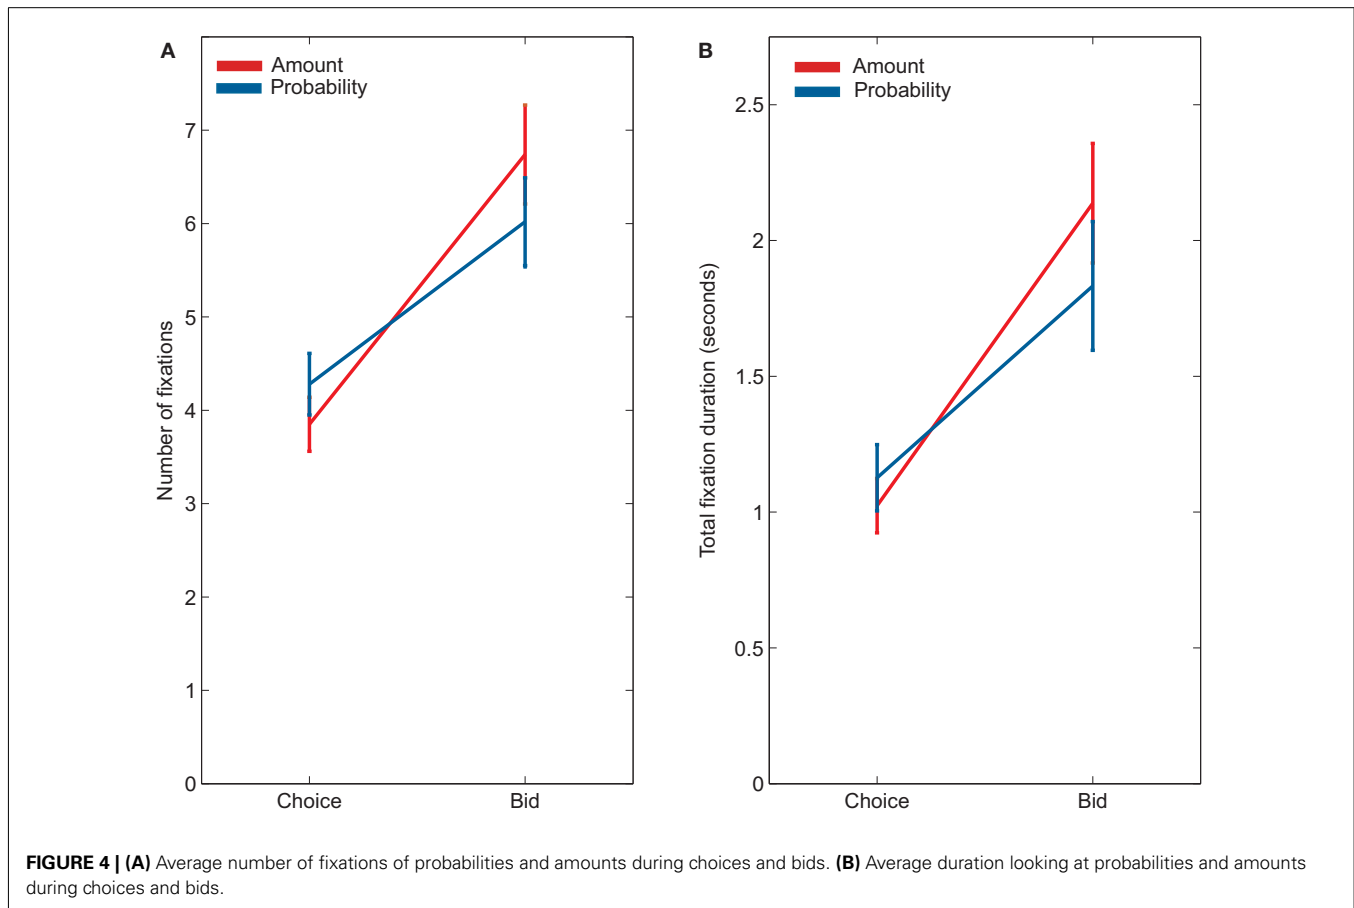 A
Amount
Probability
7
6
5
4
3
2
1
0
Number of fixations
Choice
Bid
B
Amount
Probability
2.5
2
1.5
1
0.5
0
Total fixation duration (seconds)
Choice
Bid
FIGURE 4 | (A) Average number of fixations of probabilities and amounts during choices and bids. (B) Average duration looking at probabilities and amounts
during choices and bids.